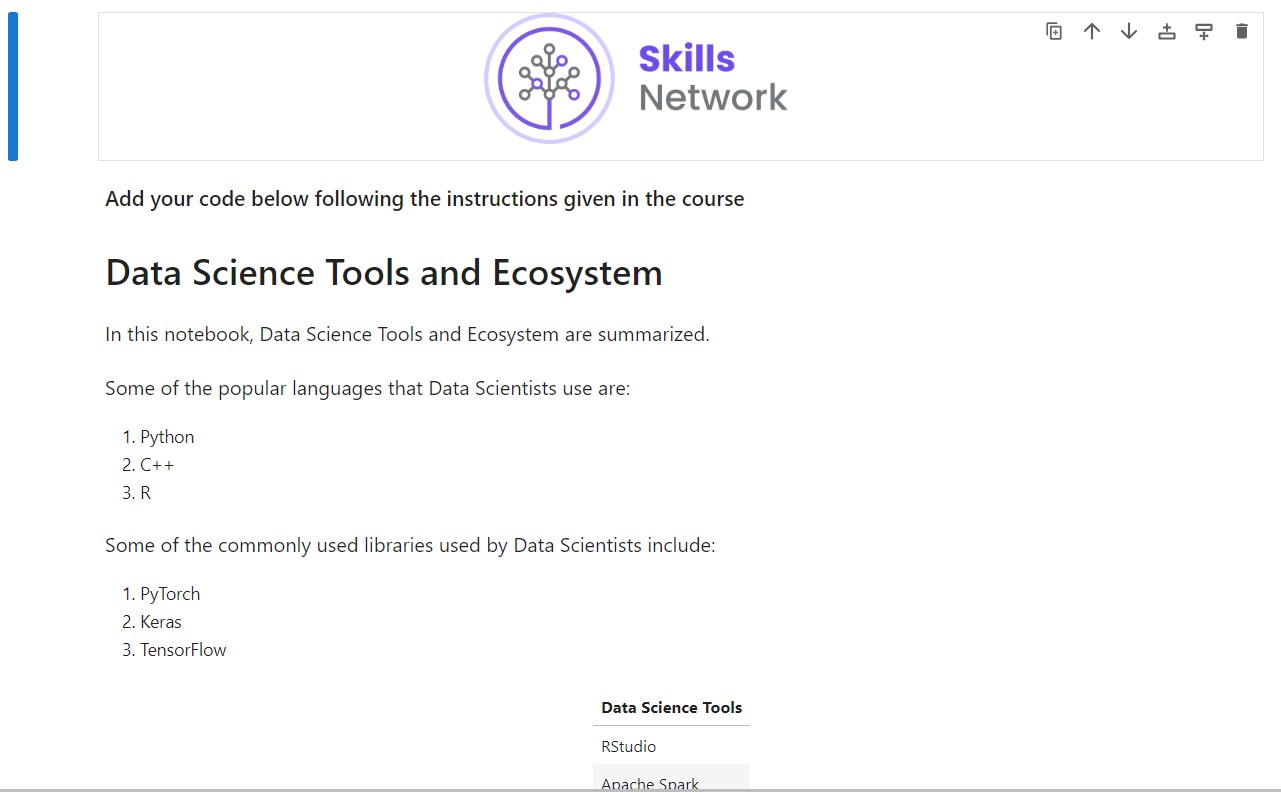 Skills
Network
Add your code below following the instructions given in the course
Data Science Tools and Ecosystem
In this notebook, Data Science Tools and Ecosystem are summarized.
Some of the popular languages that Data Scientists use are:
1. Python
2. C++
3. R
Some of the commonly used libraries used by Data Scientists include:
1. PyTorch
2. Keras
3. TensorFlow
Data Science Tools
RStudio
Apache Spark